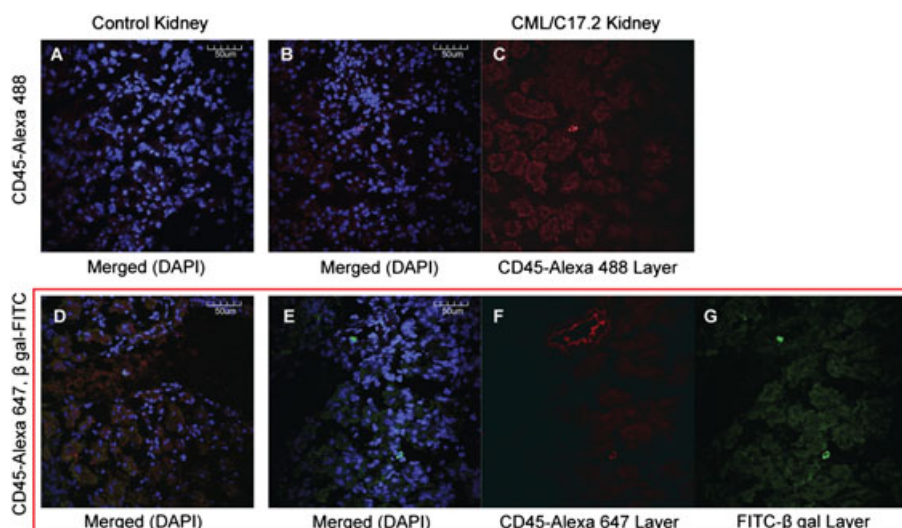 Control Kidney
CML/C17.2 Kidney
CD45-Alexa 488
A
50um
B
50um
C
Merged (DAPI)
Merged (DAPI)
CD45-Alexa 488 Layer
CD45-Alexa 647, β gal-FITC
D
50um
E
50um
F
G
Merged (DAPI)
Merged (DAPI)
CD45-Alexa 647 Layer
FITC-β gal Layer